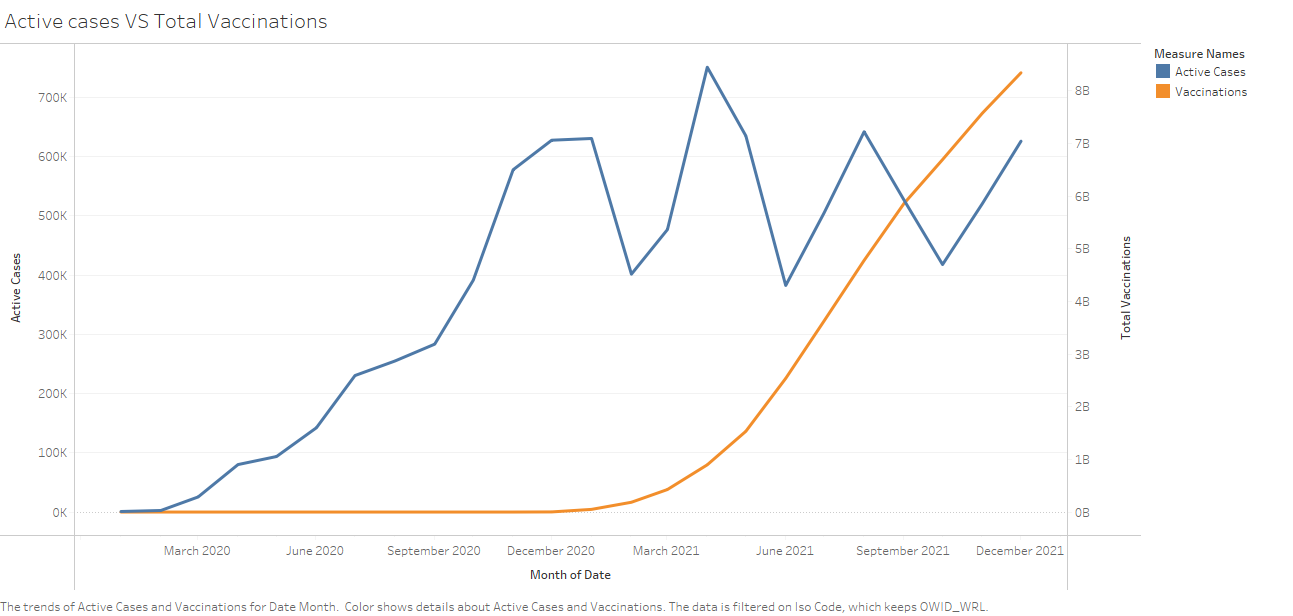 Active cases VS Total Vaccinations
Measure Names
Active Cases
Vaccinations
700K
600K
500K
400K
300K
200K
100K
0K
Active Cases
8B
7B
6B
5B
4B
3B
2B
1B
0B
Total Vaccinations
March 2020 June 2020 September 2020 December 2020 March 2021 June 2021 September 2021 December 2021
Month of Date
The trends of Active Cases and Vaccinations for Date Month. Color shows details about Active Cases and Vaccinations. The data is filtered on Iso Code, which keeps OWID_WRL.